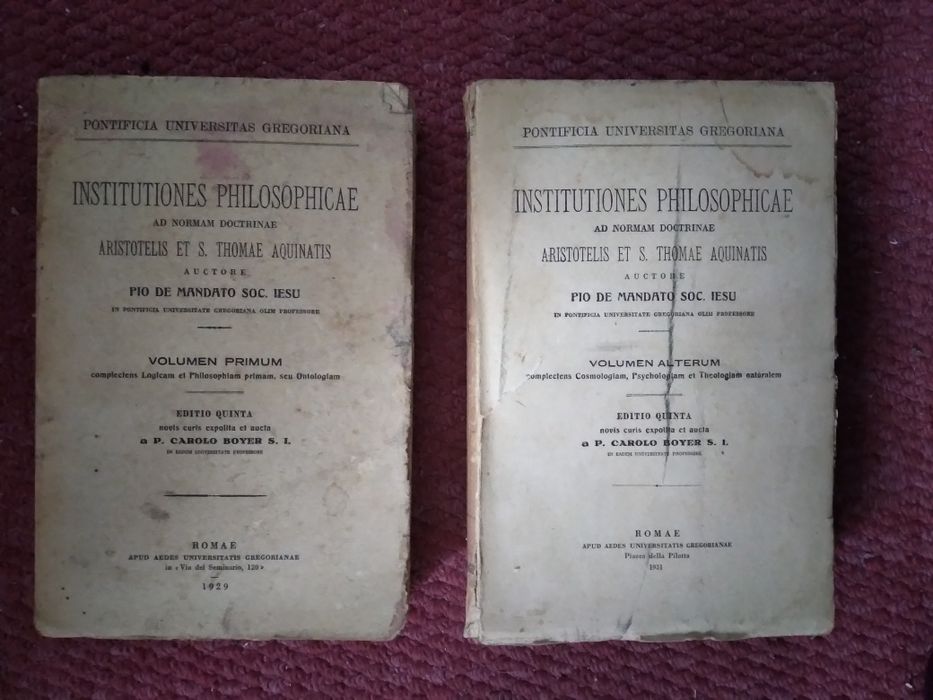 PONTIFICIA UNIVERSITAS GREGORIANA
INSTITUTIONES PHILOSOPHICAE
AD NORMAM DOCTRINAE
ARISTOTELIS ET S. THOMAE AQUINATIS
AUCTORE
PIO DE MANDATO SOC. IESU
IN PONTIFICIA UNIVERSITATE GREGORIANA OLIM PROFESSORE
VOLUMEN PRIMUM
complectens Logicam et Philosophiam primam, seu Ontologiam
EDITIO QUINTA
novis curis expolita et aucta
a P. CAROLO BOYER S. I.
IN EADEM UNIVERSITATE PROFESSORE
ROMAE
APUD AEDES UNIVERSITATIS GREGORIANAE
in «Via del Seminario, 120»
1929
PONTIFICIA UNIVERSITAS GREGORIANA
INSTITUTIONES PHILOSOPHICAE
AD NORMAM DOCTRINAE
ARISTOTELIS ET S. THOMAE AQUINATIS
AUCTORE
PIO DE MANDATO SOC. IESU
IN PONTIFICIA UNIVERSITATE GREGORIANA OLIM PROFESSORE
VOLUMEN ALTERUM
complectens Cosmologiam, Psychologiam et Theologiam naturalem
EDITIO QUINTA
novis curis expolita et aucta
a P. CAROLO BOYER S. I.
IN EADEM UNIVERSITATE PROFESSORE
ROMAE
APUD AEDES UNIVERSITATIS GREGORIANAE
Piazza della Pilotta
1931